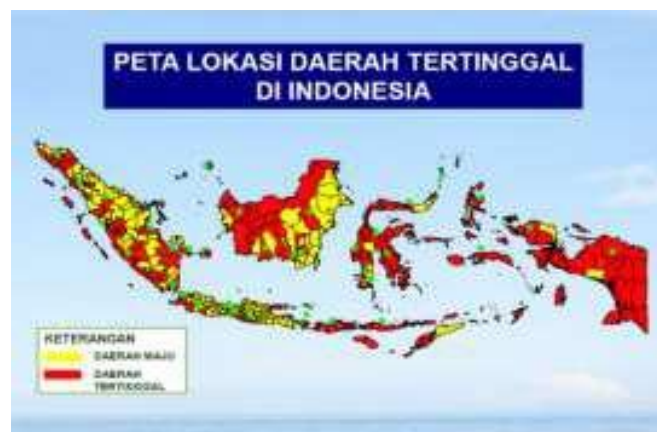 PETA LOKASI DAERAH TERTINGGAL
DI INDONESIA
KETERANGAN
DAERAH MAJU
DAERAH
TERTINGGAL